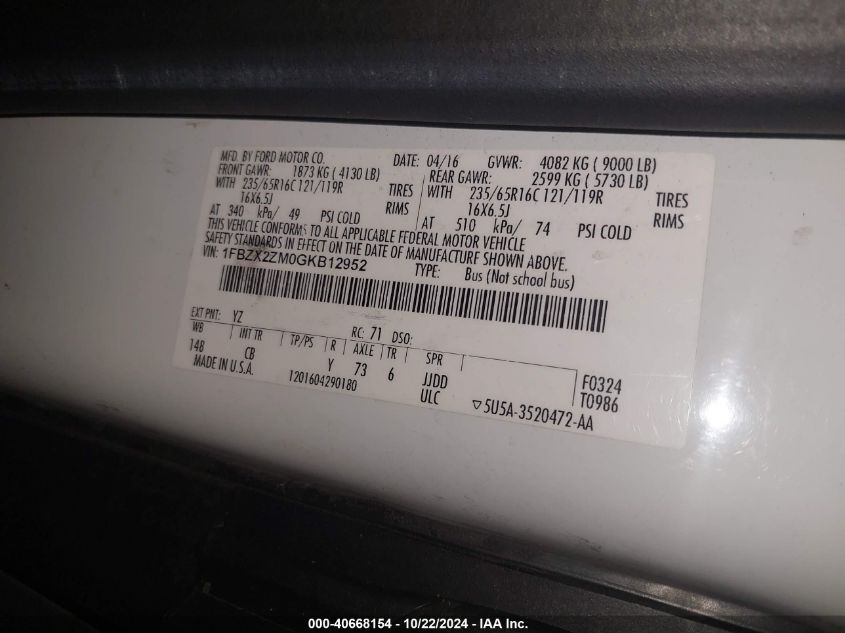 MFD. BY FORD MOTOR CO. DATE: 04/16 GVWR: 4082 KG ( 9000 LB)
FRONT GAWR: 1873 KG ( 4130 LB) REAR GAWR: 2599 KG ( 5730 LB)
WITH 235/65R16C 121/119R TIRES WITH 235/65R16C 121/119R TIRES
16X6.5J RIMS 16X6.5J RIMS
AT 340 kPa/ 49 PSI COLD AT 510 kPa/ 74 PSI COLD
THIS VEHICLE CONFORMS TO ALL APPLICABLE FEDERAL MOTOR VEHICLE
SAFETY STANDARDS IN EFFECT ON THE DATE OF MANUFACTURE SHOWN ABOVE.
VIN: 1FBZX2ZM0GKB12952 TYPE: Bus (Not school bus)
EXT PNT: YZ RC: 71 DSO:
WB INT TR TP/PS R AXLE TR SPR
148 CB Y 73 6 JJDD F0324
MADE IN U.S.A. 1201604290180 ULC T0986
▽5U5A-3520472-AA
000-40668154 - 10/22/2024 - IAA Inc.